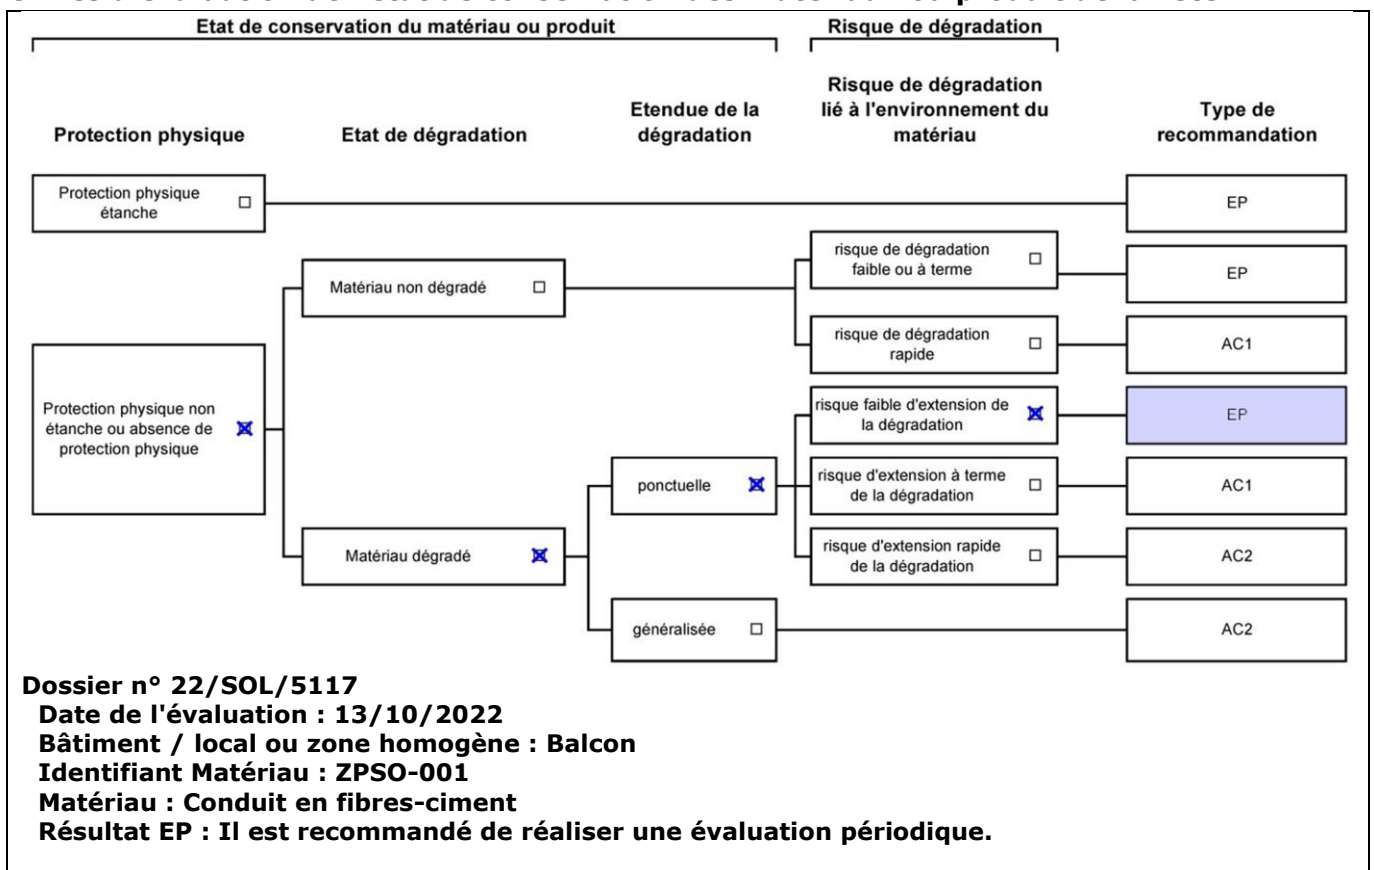 Etat de conservation du matériau ou produit
Risque de dégradation
Protection physique
Etat de dégradation
Etendue de la
dégradation
Risque de dégradation
lié à l'environnement du
matériau
Type de
recommandation
Protection physique
étanche
EP
risque de dégradation
faible ou à terme
EP
Matériau non dégradé
risque de dégradation
rapide
AC1
Protection physique non
étanche ou absence de
protection physique
risque faible d'extension de
la dégradation
EP
ponctuelle
risque d'extension à terme
de la dégradation
AC1
Matériau dégradé
risque d'extension rapide
de la dégradation
AC2
généralisée
AC2
Dossier n° 22/SOL/5117
Date de l'évaluation : 13/10/2022
Bâtiment / local ou zone homogène : Balcon
Identifiant Matériau : ZPSO-001
Matériau : Conduit en fibres-ciment
Résultat EP : Il est recommandé de réaliser une évaluation périodique.